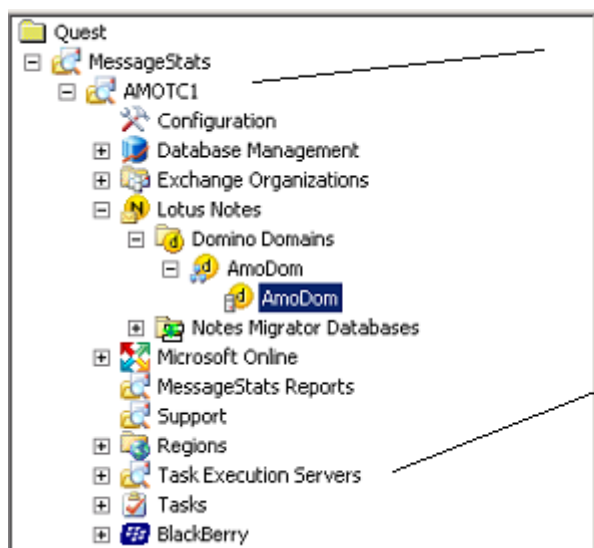 Quest
MessageStats
AMOTC1
Configuration
Database Management
Exchange Organizations
Lotus Notes
Domino Domains
AmoDom
AmoDom
Notes Migrator Databases
Microsoft Online
MessageStats Reports
Support
Regions
Task Execution Servers
Tasks
BlackBerry